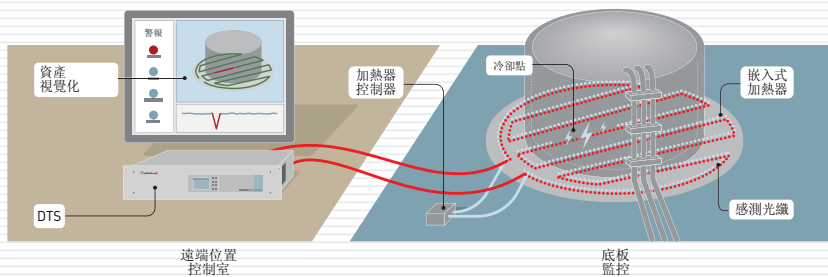 警報
資產
視覺化
加熱器
控制器
冷卻點
嵌入式
加熱器
DTS
感測光纖
遠端位置
控制室
底板
監控